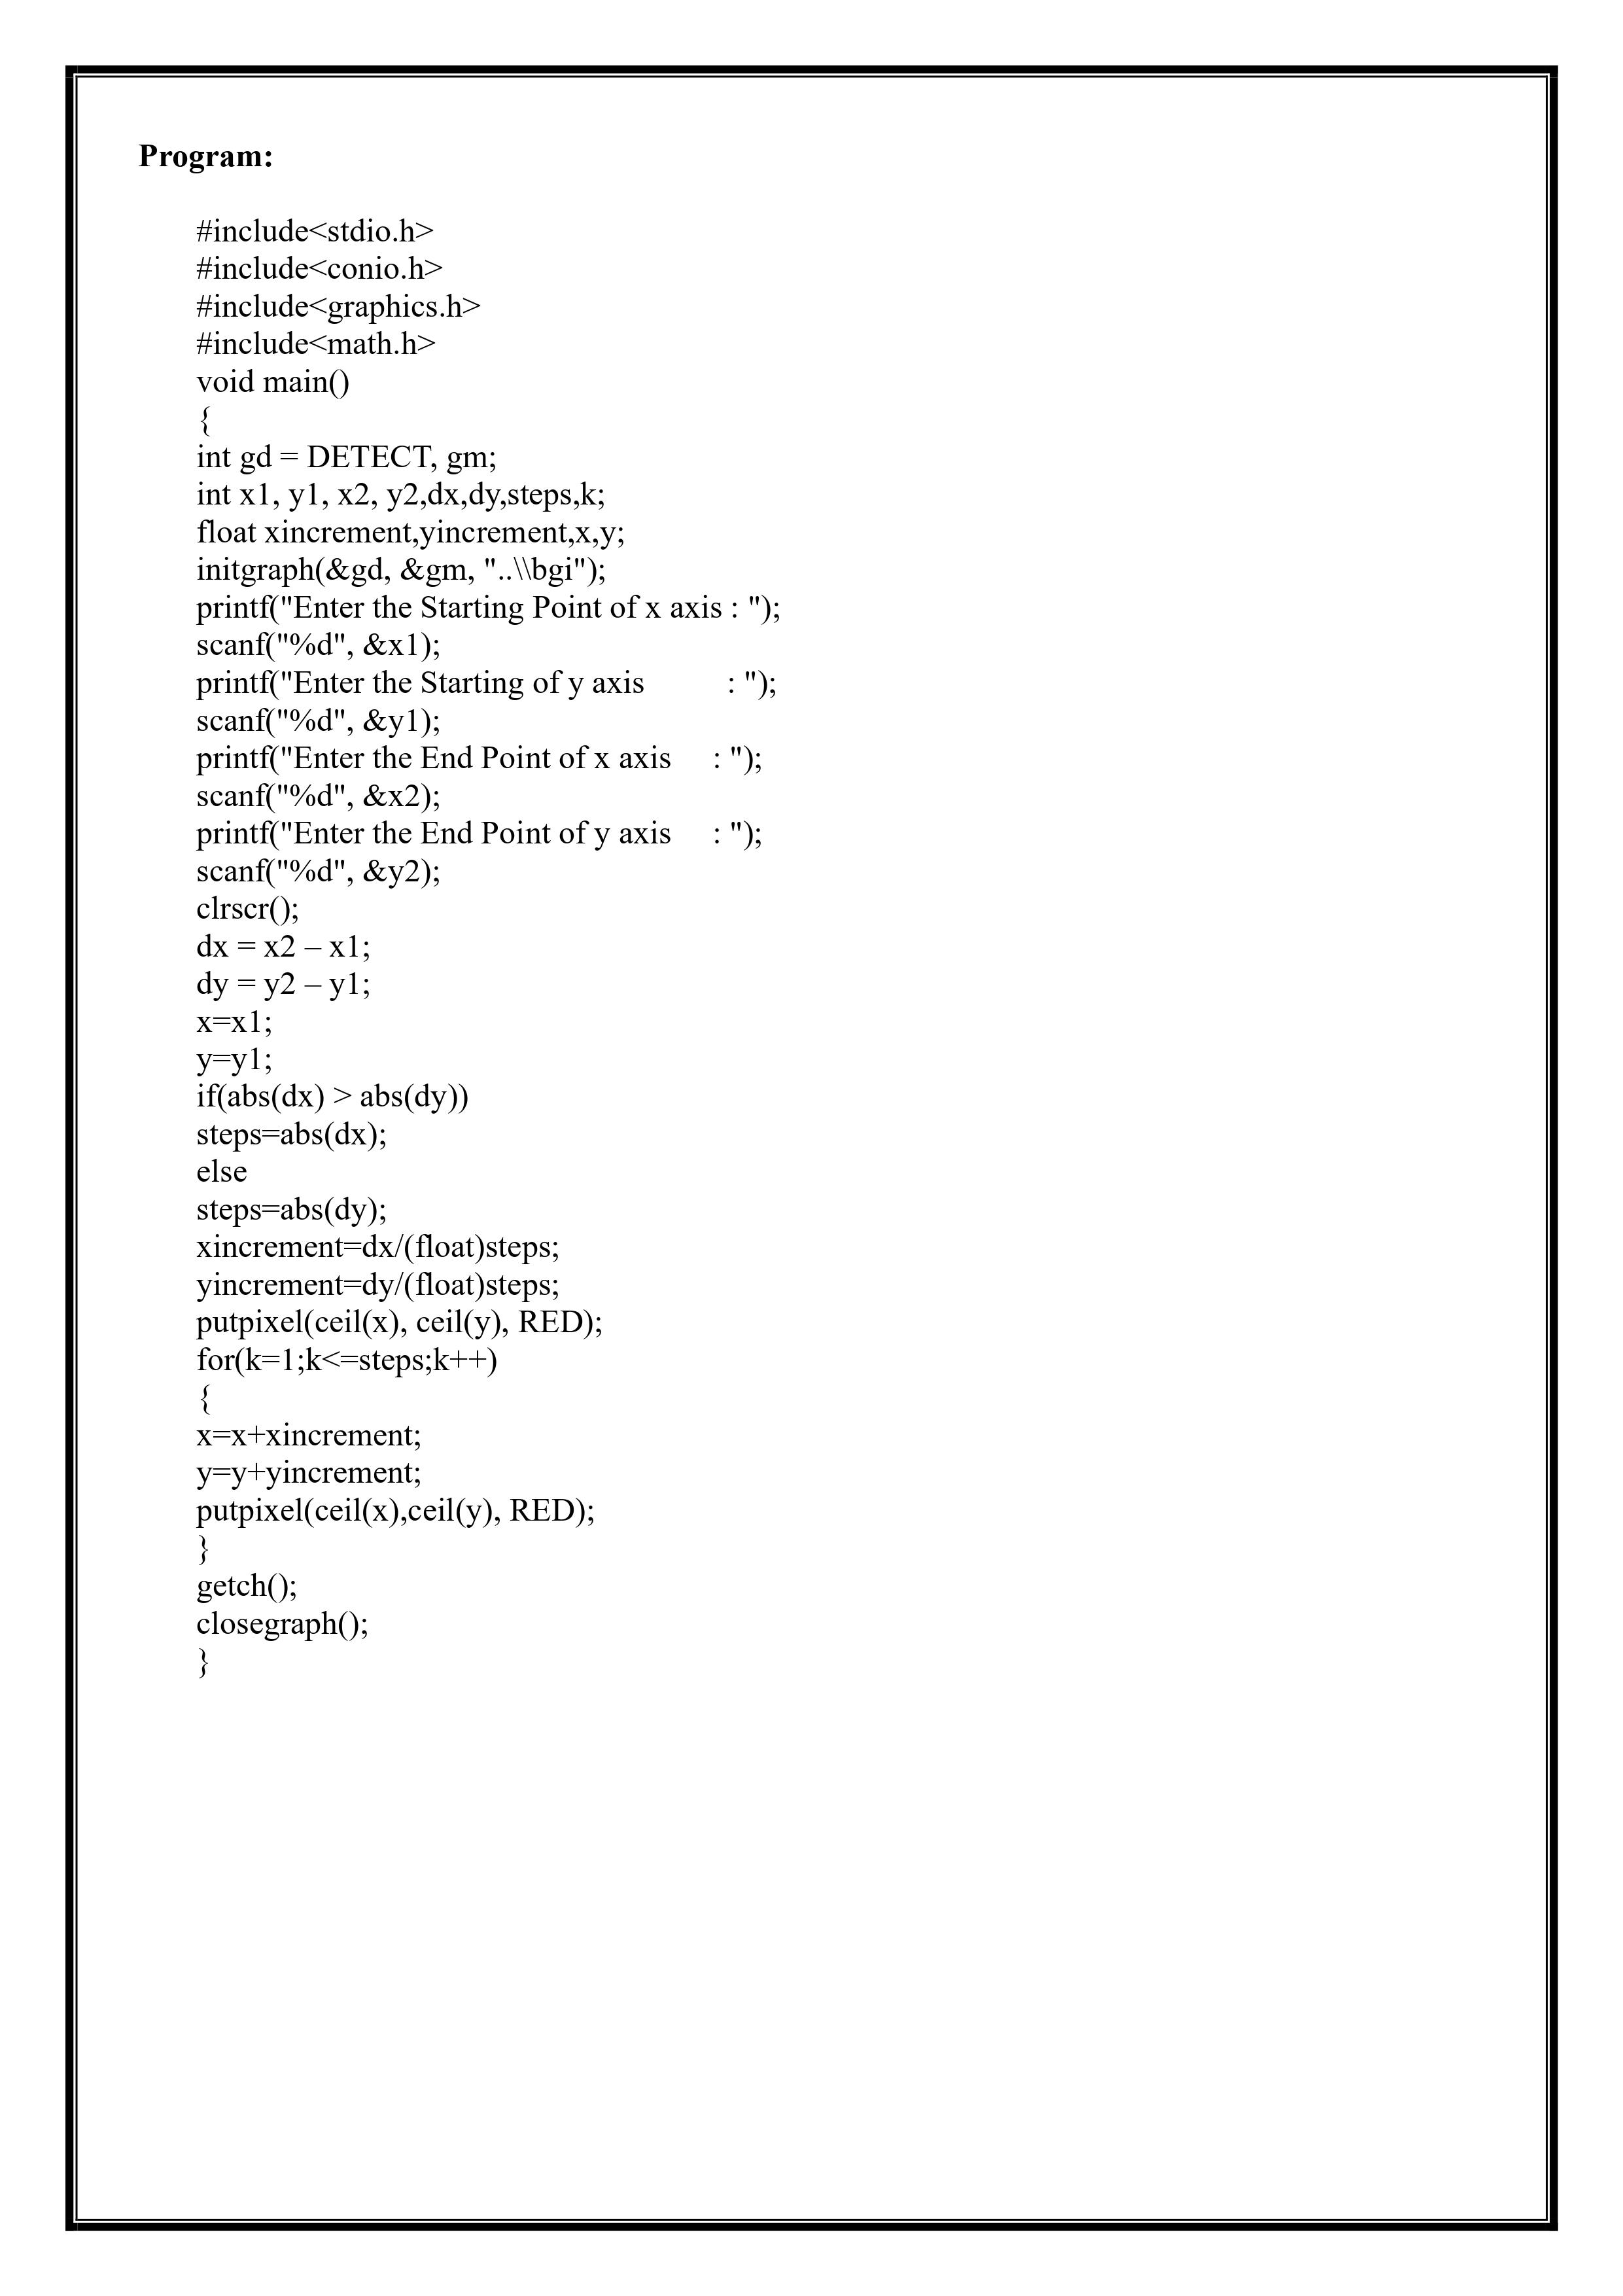 Program:
#include<stdio.h>
#include<conio.h>
#include<graphics.h>
#include<math.h>
void main()
{
int gd = DETECT, gm;
int x1, y1, x2, y2,dx,dy,steps,k;
float xincrement,yincrement,x,y;
initgraph(&gd, &gm, "..\\bgi");
printf("Enter the Starting Point of x axis : ");
scanf("%d", &x1);
printf("Enter the Starting of y axis          : ");
scanf("%d", &y1);
printf("Enter the End Point of x axis     : ");
scanf("%d", &x2);
printf("Enter the End Point of y axis     : ");
scanf("%d", &y2);
clrscr();
dx = x2 – x1;
dy = y2 – y1;
x=x1;
y=y1;
if(abs(dx) > abs(dy))
steps=abs(dx);
else
steps=abs(dy);
xincrement=dx/(float)steps;
yincrement=dy/(float)steps;
putpixel(ceil(x), ceil(y), RED);
for(k=1;k<=steps;k++)
{
x=x+xincrement;
y=y+yincrement;
putpixel(ceil(x),ceil(y), RED);
}
getch();
closegraph();
}